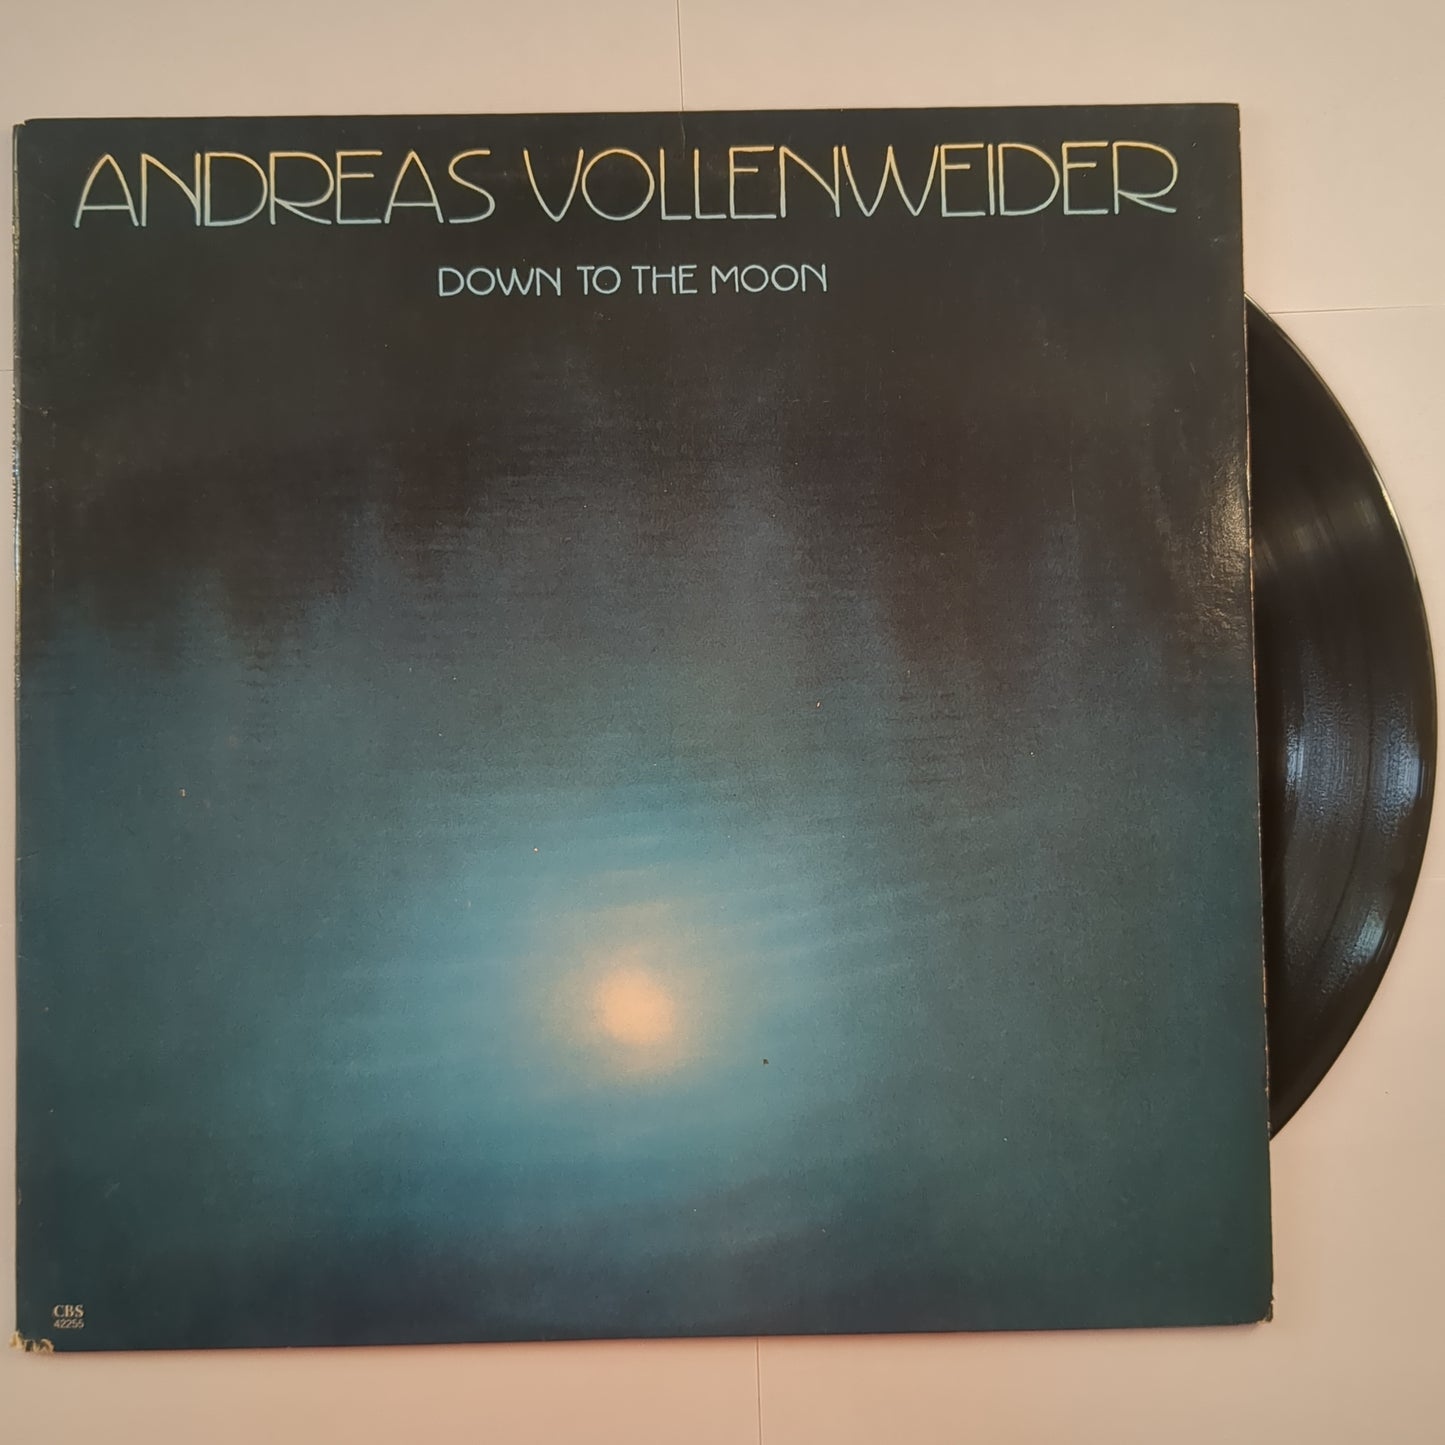 ANDREAS VOLLENWEIDER
DOWN TO THE MOON
CBS
42255